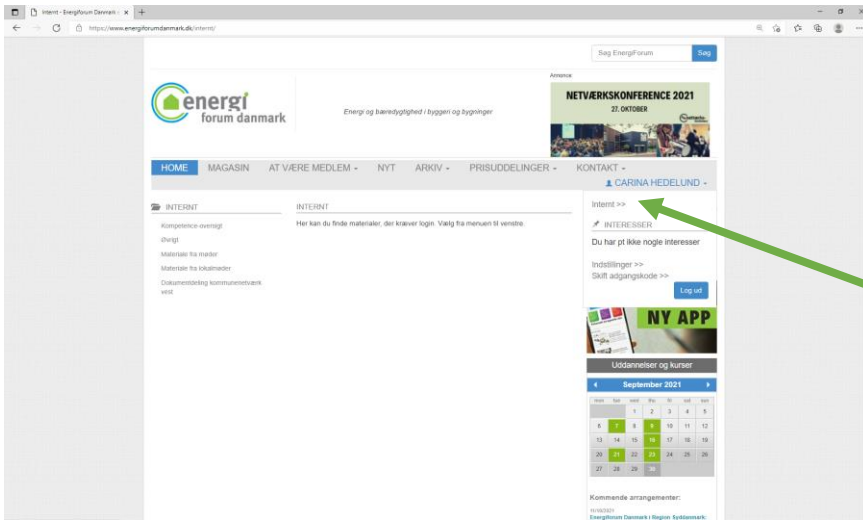 Internt - Energiforum Danmark
https://www.energiforumdanmark.dk/internt/
Søg EnergiForum
Søg
Annonce
energi
forum danmark
Energi og bæredygtighed i byggeri og bygninger
NETVÆRKSKONFERENCE 2021
27. OKTOBER
HOME MAGASIN AT VÆRE MEDLEM NYT ARKIV PRISUDDELINGER KONTAKT
CARINA HEDELUND
INTERNT
Kompetence-oversigt
Øvrigt
Materiale fra møder
Materiale fra lokalmøder
Dokumentdeling kommunenetværk
vest
INTERNT
Her kan du finde materialer, der kræver login. Vælg fra menuen til venstre.
Internt >>
INTERESSER
Du har pt ikke nogle interesser
Indstillinger >>
Skift adgangskode >>
Log ud
NY APP
Uddannelser og kurser
September 2021
1 2 3 4 5
6 7 8 9 10 11 12
13 14 15 16 17 18 19
20 21 22 23 24 25 26
27 28 29 30
Kommende arrangementer:
Energiforum Danmark i Region Syddanmark: